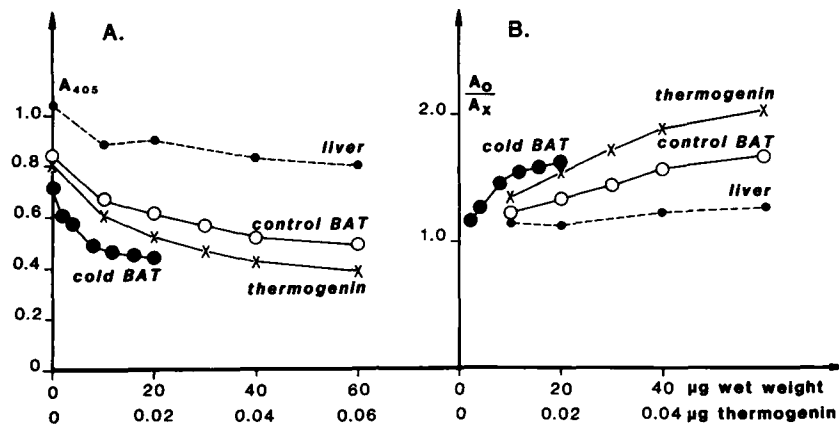 A.
A405
1.0
0.8
0.6
0.4
0.2
0
liver
control BAT
cold BAT
thermogenin
0 20 40 60
0 0.02 0.04 0.06
B.
Ao
Ax
2.0
1.0
thermogenin
cold BAT
control BAT
liver
0 20 40 µg wet weight
0 0.02 0.04 µg thermogenin